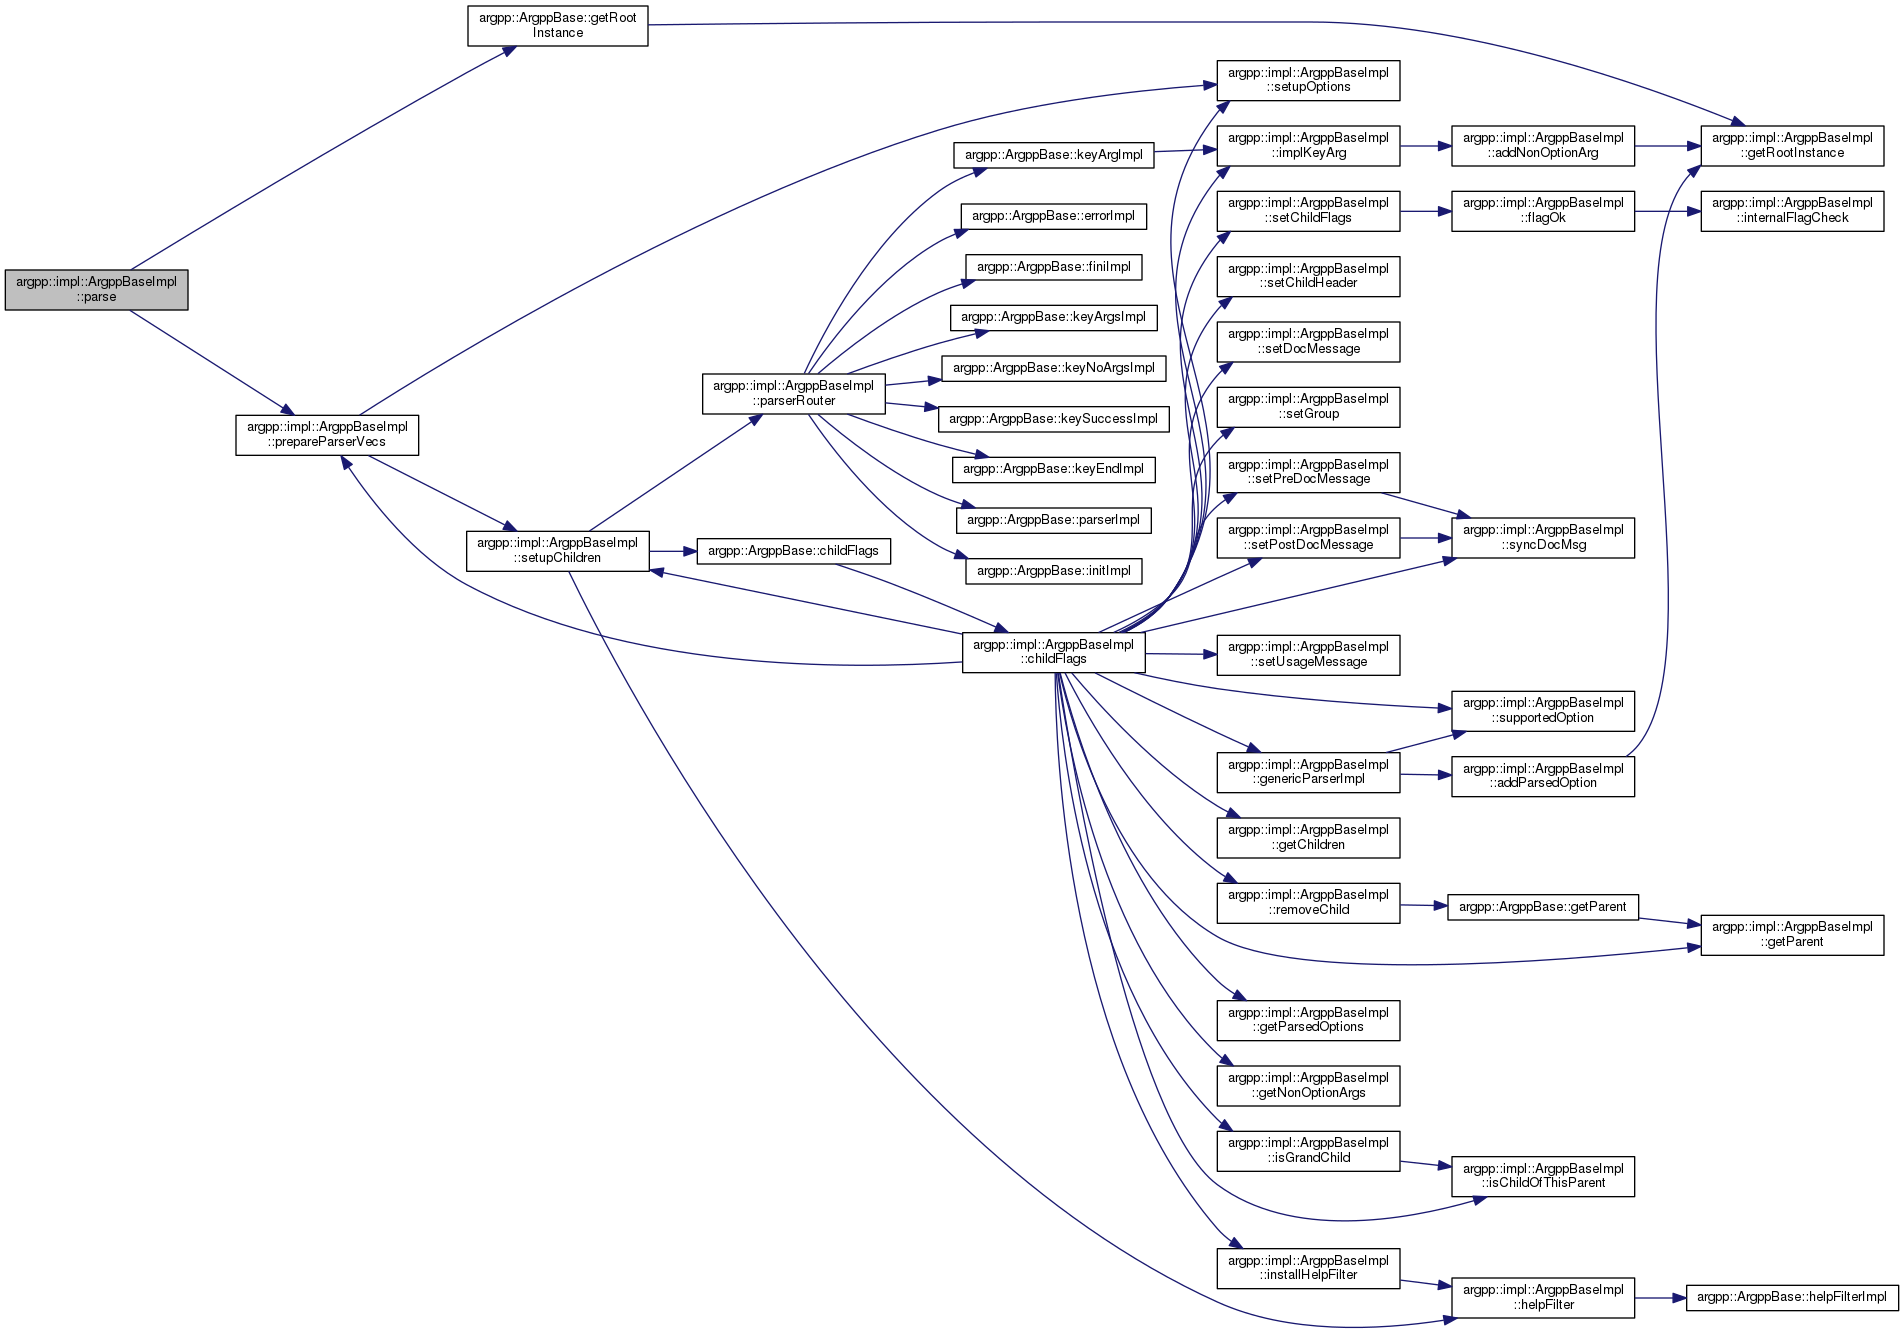 argpp::impl::ArgppBaseImpl
::parse
argpp::ArgppBase::getRoot
Instance
argpp::impl::ArgppBaseImpl
::prepareParserVecs
argpp::impl::ArgppBaseImpl
::setupChildren
argpp::impl::ArgppBaseImpl
::parserRouter
argpp::ArgppBase::childFlags
argpp::ArgppBase::keyArgImpl
argpp::ArgppBase::errorImpl
argpp::ArgppBase::finiImpl
argpp::ArgppBase::keyArgsImpl
argpp::ArgppBase::keyNoArgsImpl
argpp::ArgppBase::keySuccessImpl
argpp::ArgppBase::keyEndImpl
argpp::ArgppBase::parserImpl
argpp::ArgppBase::initImpl
argpp::impl::ArgppBaseImpl
::childFlags
argpp::impl::ArgppBaseImpl
::setupOptions
argpp::impl::ArgppBaseImpl
::implKeyArg
argpp::impl::ArgppBaseImpl
::setChildFlags
argpp::impl::ArgppBaseImpl
::setChildHeader
argpp::impl::ArgppBaseImpl
::setDocMessage
argpp::impl::ArgppBaseImpl
::setGroup
argpp::impl::ArgppBaseImpl
::setPreDocMessage
argpp::impl::ArgppBaseImpl
::setPostDocMessage
argpp::impl::ArgppBaseImpl
::setUsageMessage
argpp::impl::ArgppBaseImpl
::genericParserImpl
argpp::impl::ArgppBaseImpl
::getChildren
argpp::impl::ArgppBaseImpl
::removeChild
argpp::impl::ArgppBaseImpl
::getParsedOptions
argpp::impl::ArgppBaseImpl
::getNonOptionArgs
argpp::impl::ArgppBaseImpl
::isGrandChild
argpp::impl::ArgppBaseImpl
::installHelpFilter
argpp::impl::ArgppBaseImpl
::addNonOptionArg
argpp::impl::ArgppBaseImpl
::flagOk
argpp::impl::ArgppBaseImpl
::syncDocMsg
argpp::impl::ArgppBaseImpl
::supportedOption
argpp::impl::ArgppBaseImpl
::addParsedOption
argpp::ArgppBase::getParent
argpp::impl::ArgppBaseImpl
::isChildOfThisParent
argpp::impl::ArgppBaseImpl
::helpFilter
argpp::impl::ArgppBaseImpl
::getRootInstance
argpp::impl::ArgppBaseImpl
::internalFlagCheck
argpp::impl::ArgppBaseImpl
::getParent
argpp::ArgppBase::helpFilterImpl